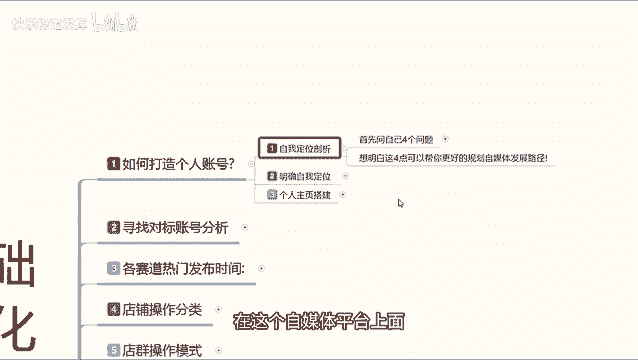 bilibili
1 如何打造个人账号?
1 自我定位剖析
首先问自己4个问题
想明白这4点可以帮你更好的规划自媒体发展路径!
2 明确自我定位
3 个人主页搭建
2 寻找对标账号分析
3 各赛道热门发布时间:
4 店铺操作分类
5 店群操作模式
础
化
在这个自媒体平台上面